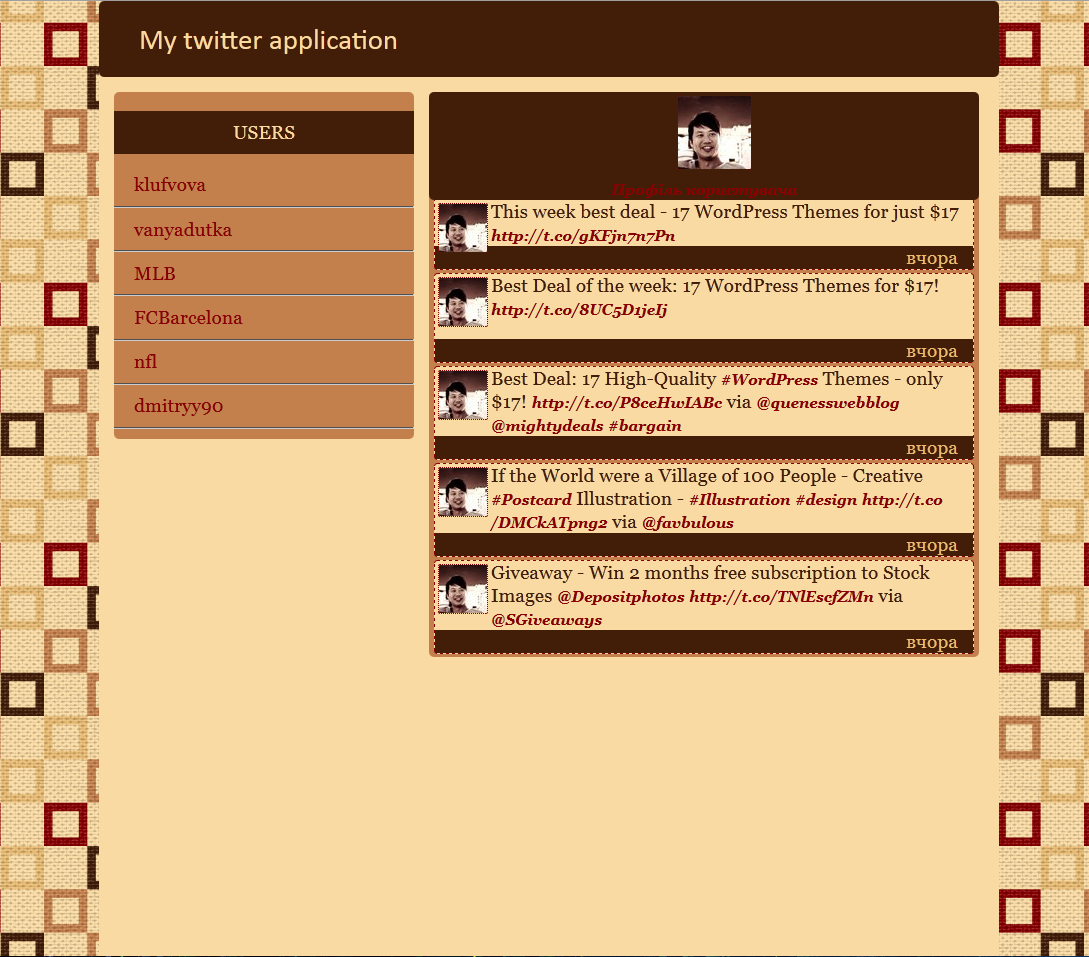 My twitter application
USERS
klufvova
vanyadutka
MLB
FCBarcelona
nfl
dmitryy90
Профіль користувача
This week best deal - 17 WordPress Themes for just $17
http://t.co/gKFjn7n7Pn
вчора
Best Deal of the week: 17 WordPress Themes for $17!
http://t.co/8UC5D1jeIj
вчора
Best Deal: 17 High-Quality #WordPress Themes - only
$17! http://t.co/P8ceHwIABc via @quenesswebblog
@mightydeals #bargain
вчора
If the World were a Village of 100 People - Creative
#Postcard Illustration - #Illustration #design http://t.co
/DMCkATpng2 via @favbulous
вчора
Giveaway - Win 2 months free subscription to Stock
Images @Depositphotos http://t.co/TNlEscfZMn via
@SGiveaways
вчора